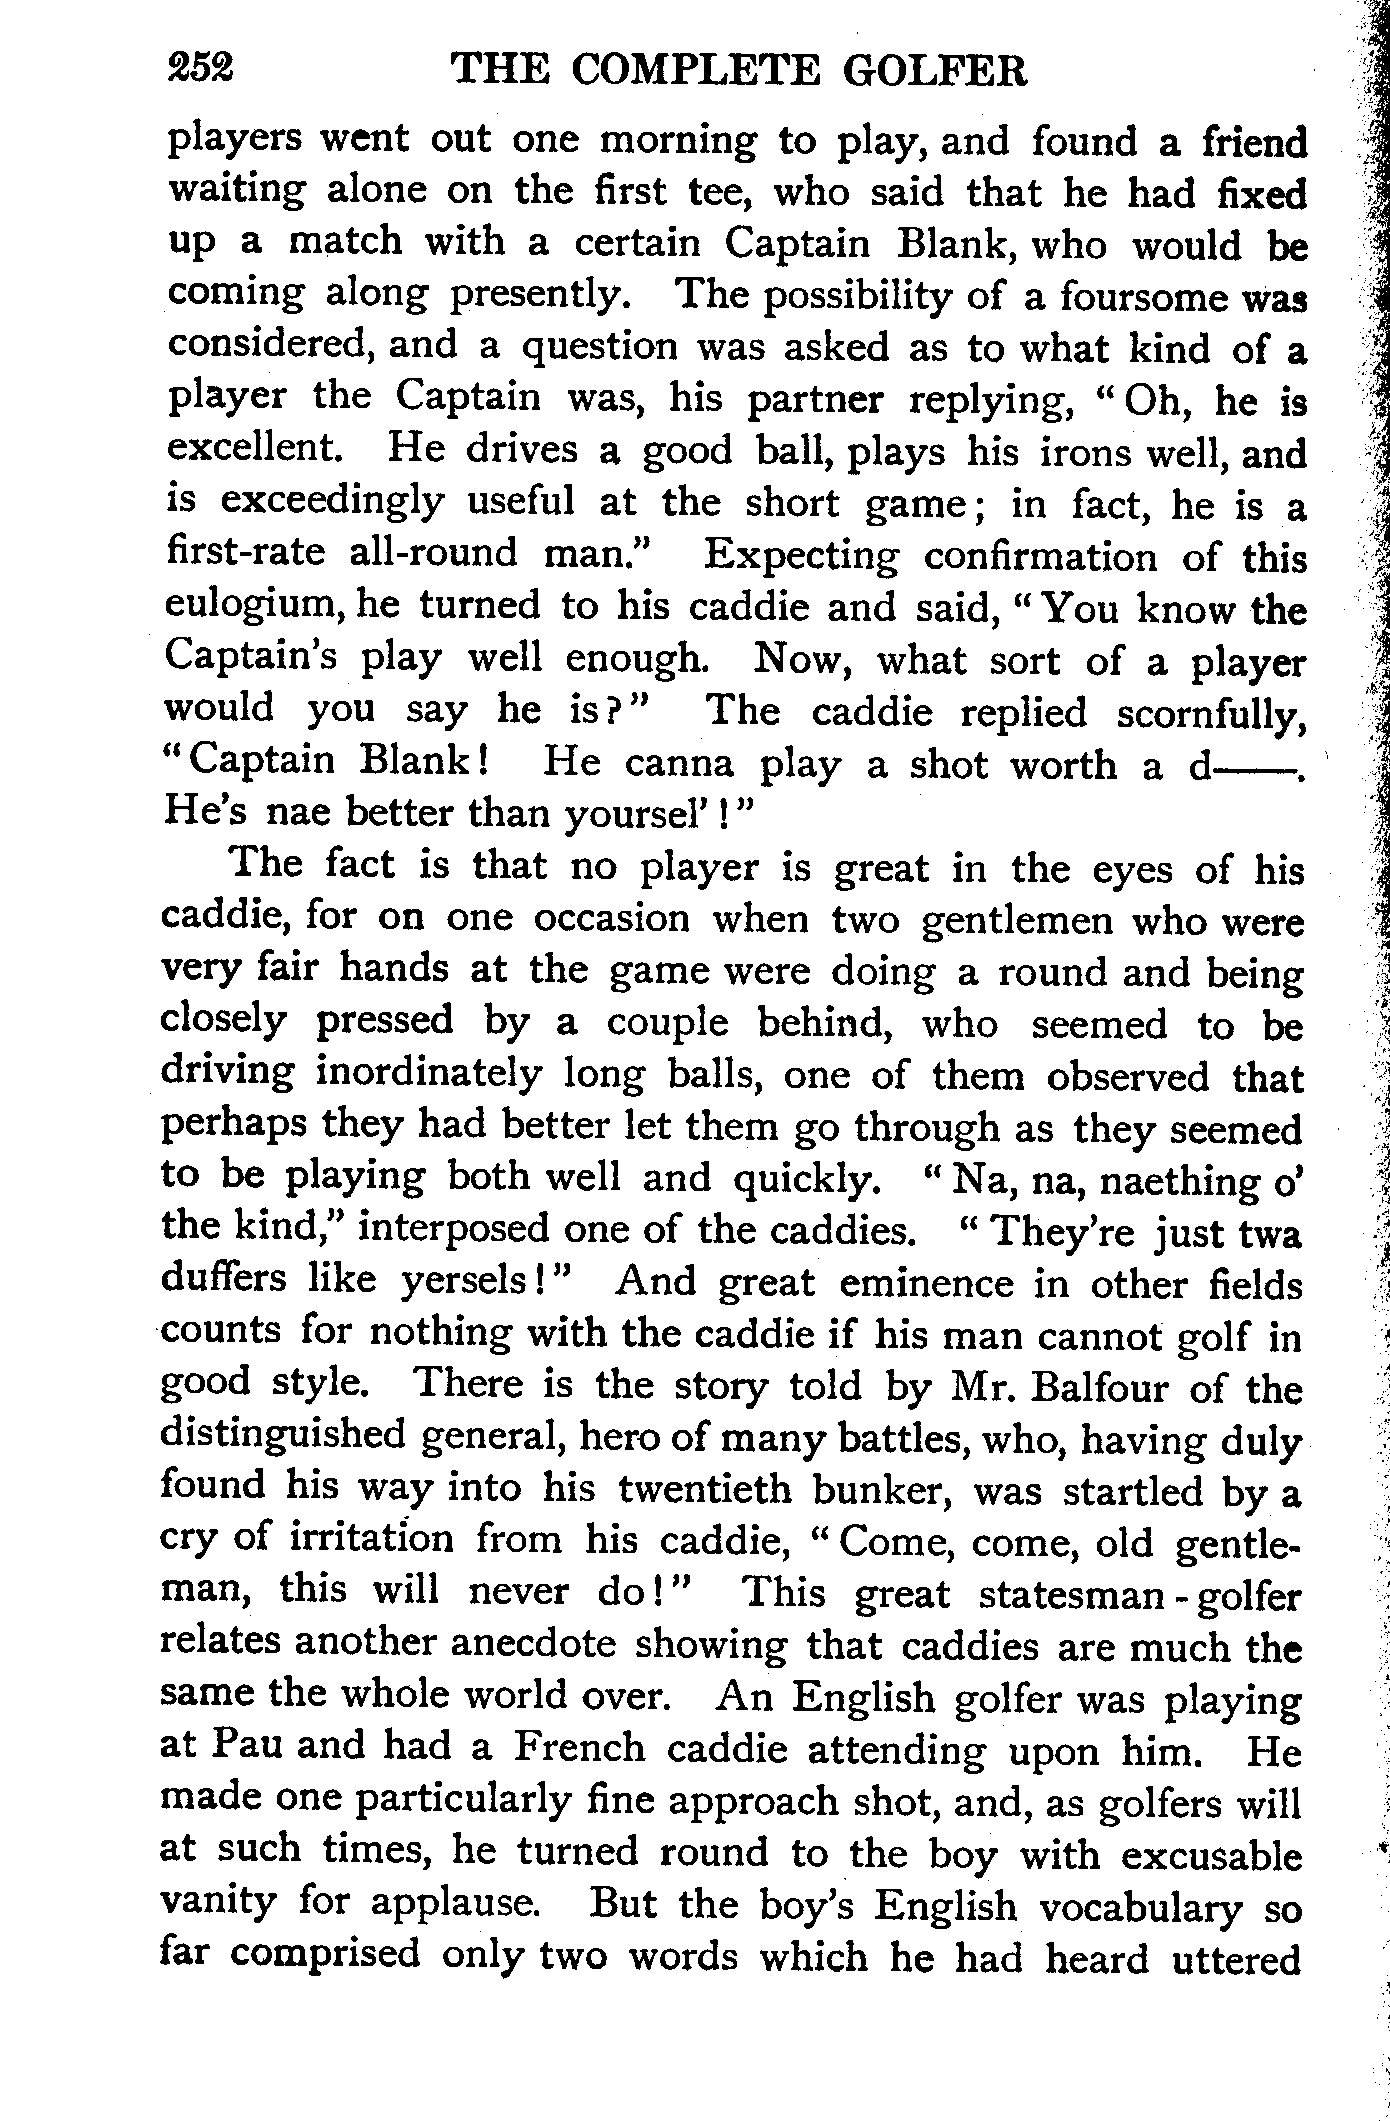 252 THE COMPLETE GOLFER
players went out one morning to play, and found a friend
waiting alone on the first tee, who said that he had fixed
up a match with a certain Captain Blank, who would be
coming along presently. The possibility of a foursome was
considered, and a question was asked as to what kind of a
player the Captain was, his partner replying, “Oh, he is
excellent. He drives a good ball, plays his irons well, and
is exceedingly useful at the short game; in fact, he is a
first-rate all-round man.” Expecting confirmation of this
eulogium, he turned to his caddie and said, “You know the
Captain's play well enough. Now, what sort of a player
would you say he is?” The caddie replied scornfully,
“Captain Blank! He canna play a shot worth a d——.
He's nae better than yoursel'!”
The fact is that no player is great in the eyes of his
caddie, for on one occasion when two gentlemen who were
very fair hands at the game were doing a round and being
closely pressed by a couple behind, who seemed to be
driving inordinately long balls, one of them observed that
perhaps they had better let them go through as they seemed
to be playing both well and quickly. “Na, na, naething o'
the kind,” interposed one of the caddies. “They're just twa
duffers like yersels!” And great eminence in other fields
counts for nothing with the caddie if his man cannot golf in
good style. There is the story told by Mr. Balfour of the
distinguished general, hero of many battles, who, having duly
found his way into his twentieth bunker, was startled by a
cry of irritation from his caddie, “Come, come, old gentle-
man, this will never do!” This great statesman-golfer
relates another anecdote showing that caddies are much the
same the whole world over. An English golfer was playing
at Pau and had a French caddie attending upon him. He
made one particularly fine approach shot, and, as golfers will
at such times, he turned round to the boy with excusable
vanity for applause. But the boy's English vocabulary so
far comprised only two words which he had heard uttered